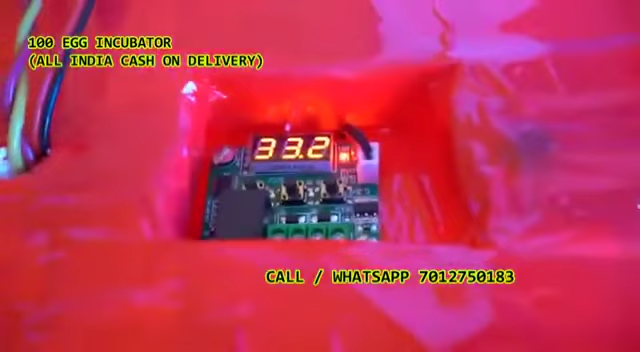 100 EGG INCUBATOR
(ALL INDIA CASH ON DELIVERY)
33.2
CALL / WHATSAPP 7012750183